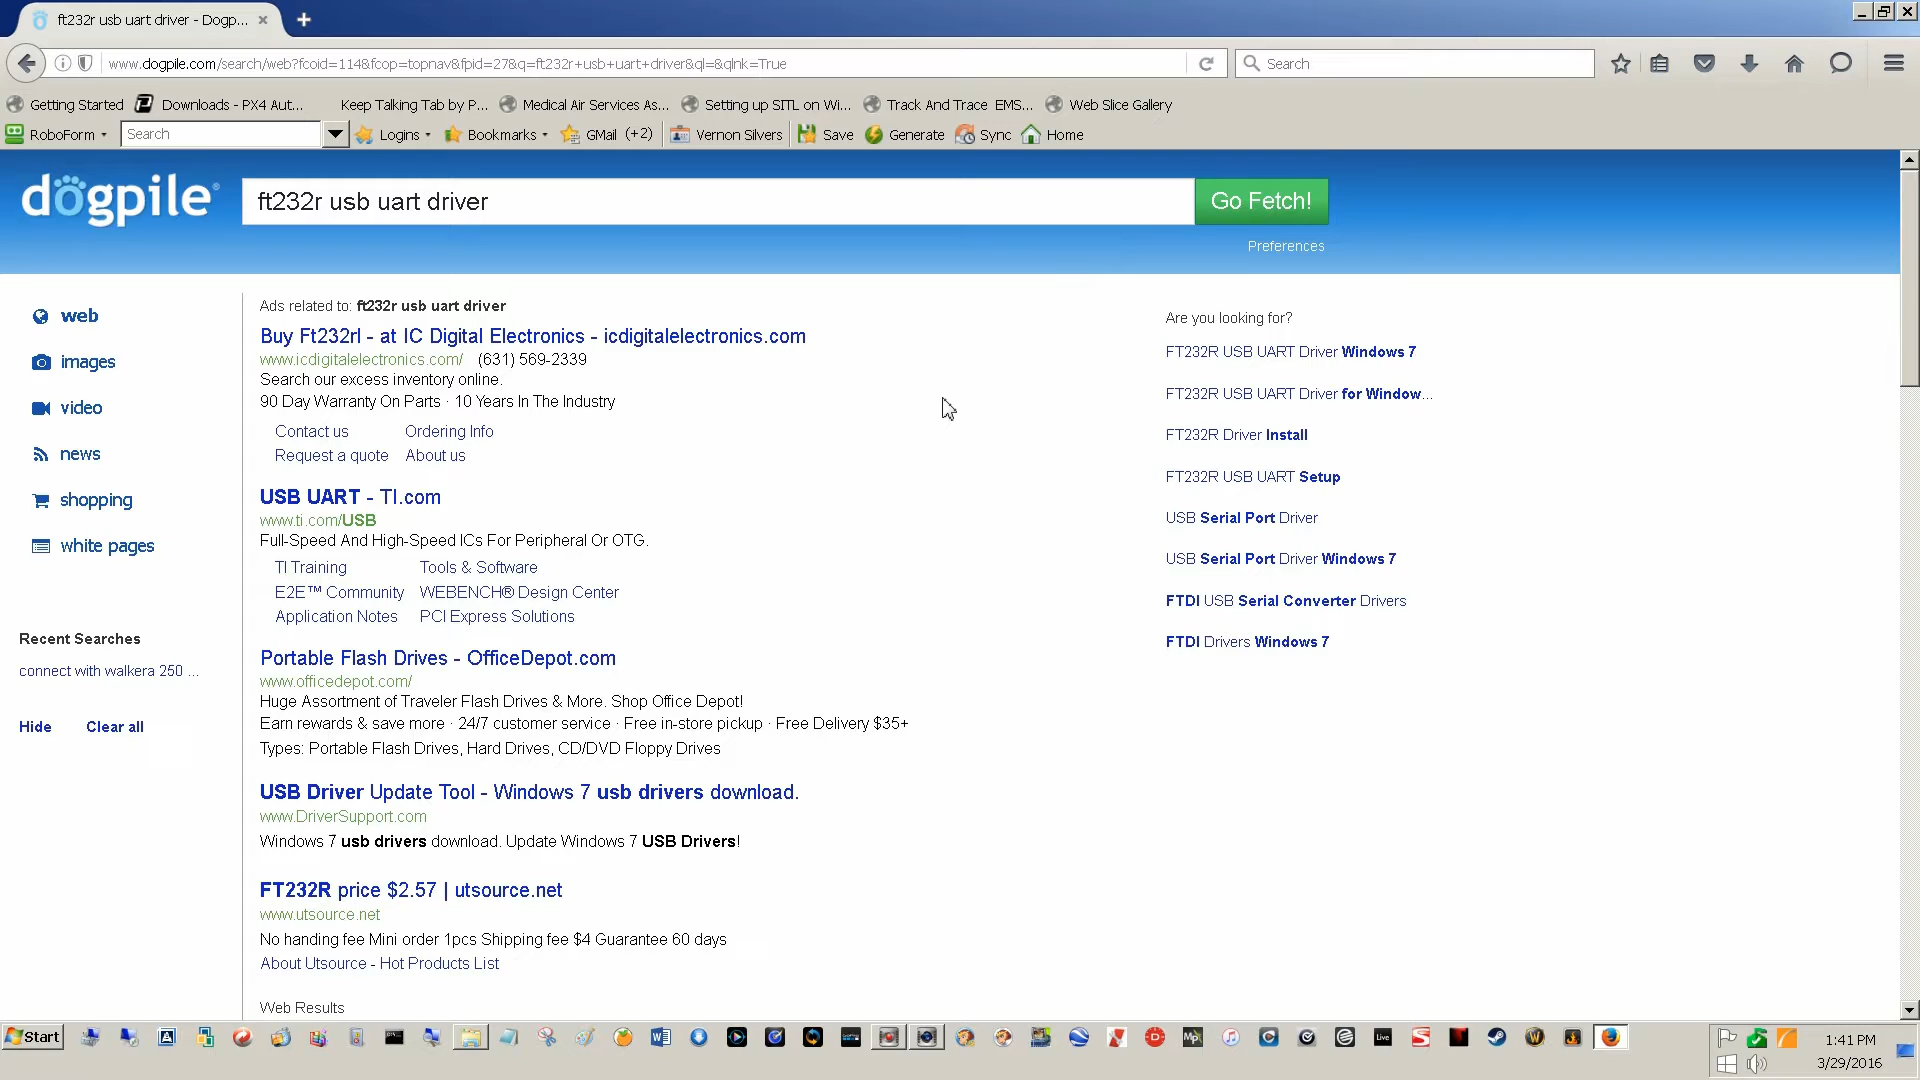 ft232r usb uart driver - Dogp...
www.dogpile.com/search/web?fcoid=114&fcop=topnav&fpid=27&q=ft232r+usb+uart+driver&ql=&qlnk=True
Search
Getting Started
Downloads - PX4 Aut...
Keep Talking Tab by P...
Medical Air Services As...
Setting up SITL on Wi...
Track And Trace EMS...
Web Slice Gallery
RoboForm
Search
Logins
Bookmarks
GMail (+2)
Vernon Silvers
Save
Generate
Sync
Home
dogpile
ft232r usb uart driver
Go Fetch!
Preferences
web
images
video
news
shopping
white pages
Recent Searches
connect with walkera 250 ...
Hide Clear all
Ads related to: ft232r usb uart driver
Buy Ft232rl - at IC Digital Electronics - icdigitalelectronics.com
www.icdigitalelectronics.com/ (631) 569-2339
Search our excess inventory online.
90 Day Warranty On Parts · 10 Years In The Industry
Contact us Ordering Info
Request a quote About us
USB UART - TI.com
www.ti.com/USB
Full-Speed And High-Speed ICs For Peripheral Or OTG.
TI Training Tools & Software
E2E™ Community WEBENCH® Design Center
Application Notes PCI Express Solutions
Portable Flash Drives - OfficeDepot.com
www.officedepot.com/
Huge Assortment of Traveler Flash Drives & More. Shop Office Depot!
Earn rewards & save more · 24/7 customer service · Free in-store pickup · Free Delivery $35+
Types: Portable Flash Drives, Hard Drives, CD/DVD Floppy Drives
USB Driver Update Tool - Windows 7 usb drivers download.
www.DriverSupport.com
Windows 7 usb drivers download. Update Windows 7 USB Drivers!
FT232R price $2.57 | utsource.net
www.utsource.net
No handing fee Mini order 1pcs Shipping fee $4 Guarantee 60 days
About Utsource - Hot Products List
Web Results
Are you looking for?
FT232R USB UART Driver Windows 7
FT232R USB UART Driver for Window...
FT232R Driver Install
FT232R USB UART Setup
USB Serial Port Driver
USB Serial Port Driver Windows 7
FTDI USB Serial Converter Drivers
FTDI Drivers Windows 7
Start
1:41 PM
3/29/2016